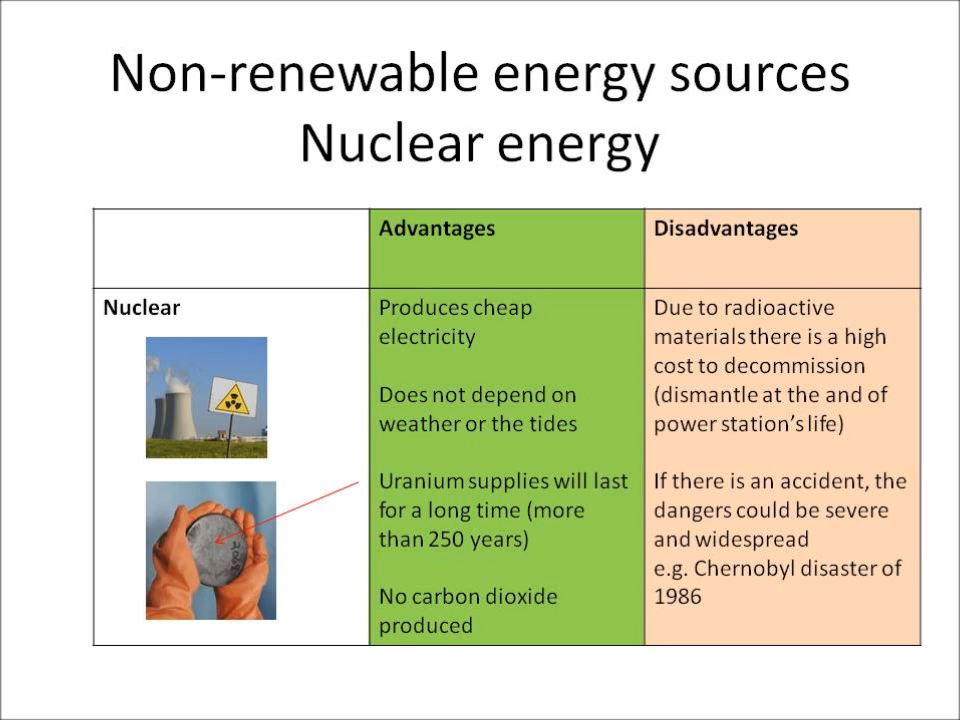 Non-renewable energy sources
Nuclear energy
Advantages
Disadvantages
Nuclear
Produces cheap
electricity
Does not depend on
weather or the tides
Uranium supplies will last
for a long time (more
than 250 years)
No carbon dioxide
produced
Due to radioactive
materials there is a high
cost to decommission
(dismantle at the and of
power station's life)
If there is an accident, the
dangers could be severe
and widespread
e.g. Chernobyl disaster of
1986